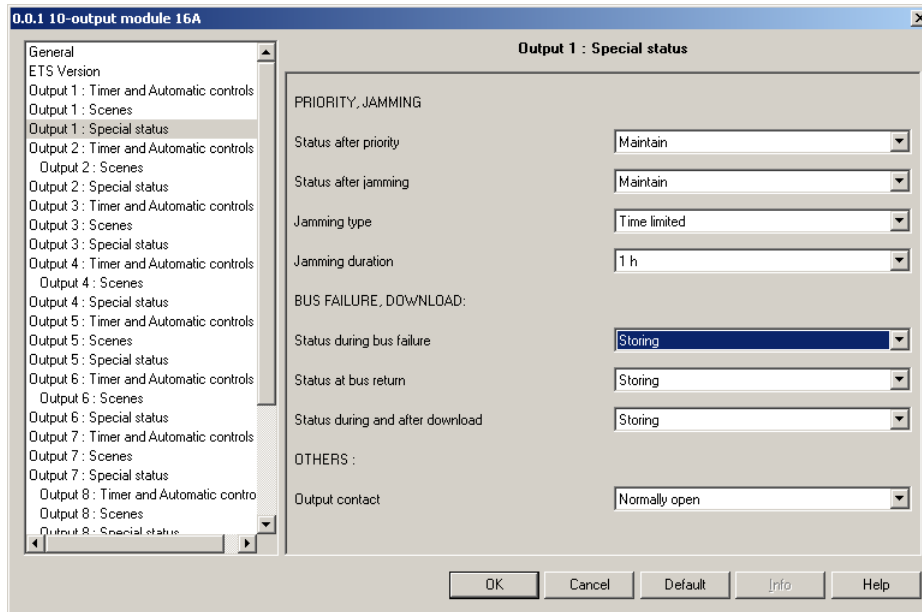 0.0.1 10-output module 16A
General
ETS Version
Output 1 : Timer and Automatic controls
Output 1 : Scenes
Output 1 : Special status
Output 2 : Timer and Automatic controls
Output 2 : Scenes
Output 2 : Special status
Output 3 : Timer and Automatic controls
Output 3 : Scenes
Output 3 : Special status
Output 4 : Timer and Automatic controls
Output 4 : Scenes
Output 4 : Special status
Output 5 : Timer and Automatic controls
Output 5 : Scenes
Output 5 : Special status
Output 6 : Timer and Automatic controls
Output 6 : Scenes
Output 6 : Special status
Output 7 : Timer and Automatic controls
Output 7 : Scenes
Output 7 : Special status
Output 8 : Timer and Automatic contro
Output 8 : Scenes
Output 8 : Special status
Output 1 : Special status
PRIORITY, JAMMING
Status after priority Maintain
Status after jamming Maintain
Jamming type Time limited
Jamming duration 1 h
BUS FAILURE, DOWNLOAD:
Status during bus failure Storing
Status at bus return Storing
Status during and after download Storing
OTHERS :
Output contact Normally open
OK Cancel Default Info Help